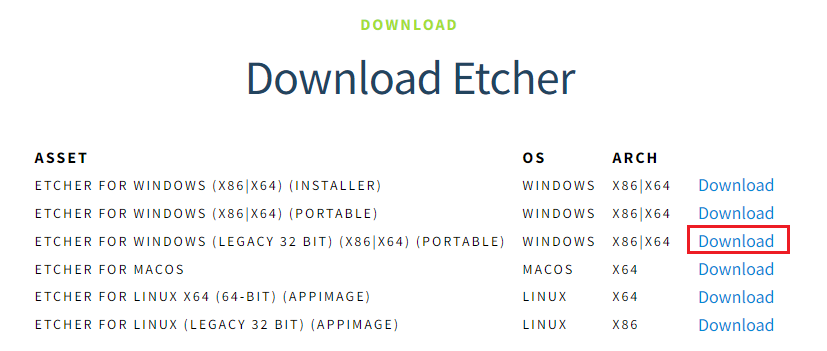 DOWNLOAD
Download Etcher
ASSET OS ARCH
ETCHER FOR WINDOWS (X86|X64) (INSTALLER) WINDOWS X86|X64 Download
ETCHER FOR WINDOWS (X86|X64) (PORTABLE) WINDOWS X86|X64 Download
ETCHER FOR WINDOWS (LEGACY 32 BIT) (X86|X64) (PORTABLE) WINDOWS X86|X64 Download
ETCHER FOR MACOS MACOS X64 Download
ETCHER FOR LINUX X64 (64-BIT) (APPIMAGE) LINUX X64 Download
ETCHER FOR LINUX (LEGACY 32 BIT) (APPIMAGE) LINUX X86 Download